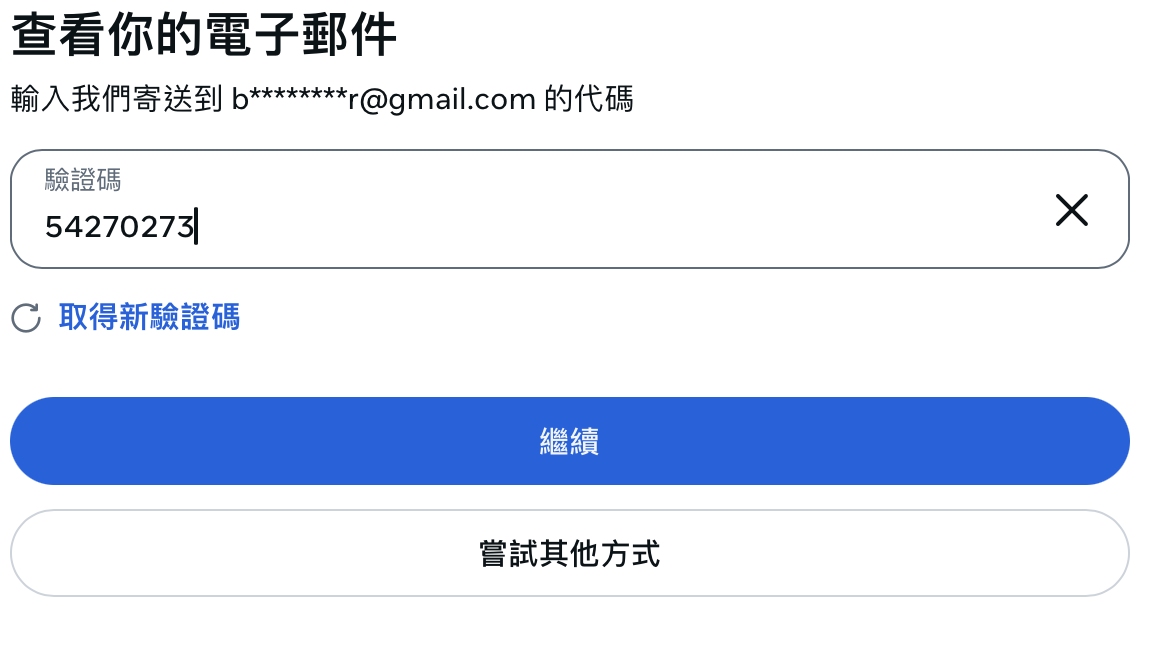 查看你的電子郵件
輸入我們寄送到 b********r@gmail.com 的代碼
驗證碼
54270273
取得新驗證碼
繼續
嘗試其他方式